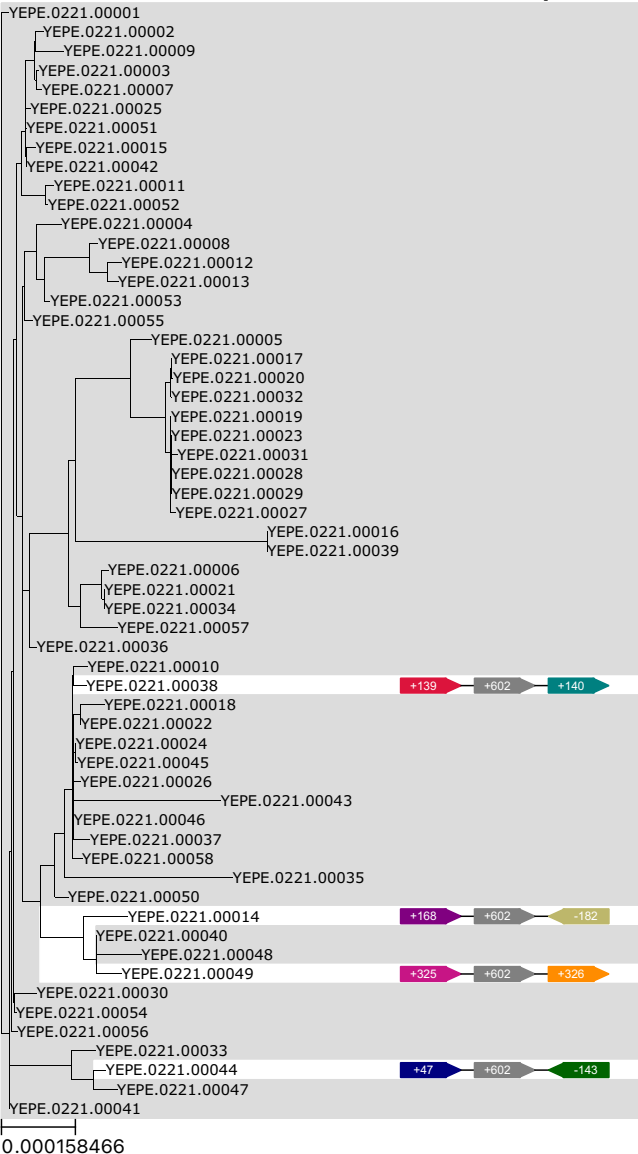 YEPE.0221.00001
YEPE.0221.00002
YEPE.0221.00009
YEPE.0221.00003
YEPE.0221.00007
YEPE.0221.00025
YEPE.0221.00051
YEPE.0221.00015
YEPE.0221.00042
YEPE.0221.00011
YEPE.0221.00052
YEPE.0221.00004
YEPE.0221.00008
YEPE.0221.00012
YEPE.0221.00013
YEPE.0221.00053
YEPE.0221.00055
YEPE.0221.00005
YEPE.0221.00017
YEPE.0221.00020
YEPE.0221.00032
YEPE.0221.00019
YEPE.0221.00023
YEPE.0221.00031
YEPE.0221.00028
YEPE.0221.00029
YEPE.0221.00027
YEPE.0221.00016
YEPE.0221.00039
YEPE.0221.00006
YEPE.0221.00021
YEPE.0221.00034
YEPE.0221.00057
YEPE.0221.00036
YEPE.0221.00010
YEPE.0221.00038 +139 +602 +140
YEPE.0221.00018
YEPE.0221.00022
YEPE.0221.00024
YEPE.0221.00045
YEPE.0221.00026
YEPE.0221.00043
YEPE.0221.00046
YEPE.0221.00037
YEPE.0221.00058
YEPE.0221.00035
YEPE.0221.00050
YEPE.0221.00014 +168 +602 -182
YEPE.0221.00040
YEPE.0221.00048
YEPE.0221.00049 +325 +602 +326
YEPE.0221.00030
YEPE.0221.00054
YEPE.0221.00056
YEPE.0221.00033
YEPE.0221.00044 +47 +602 -143
YEPE.0221.00047
YEPE.0221.00041
0.000158466